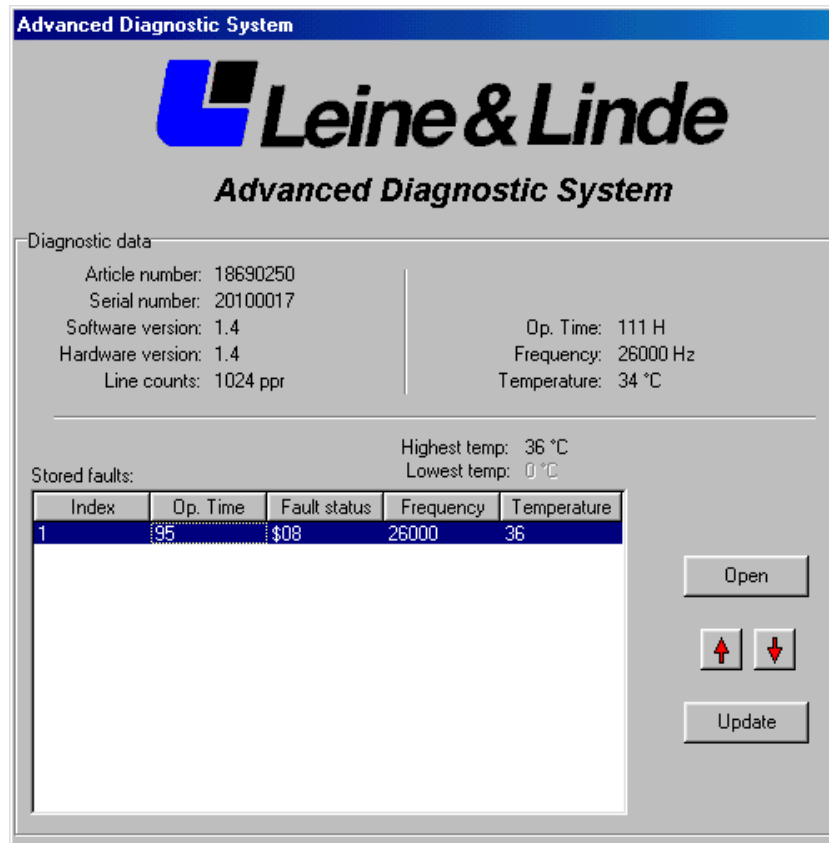 Advanced Diagnostic System
Leine & Linde
Advanced Diagnostic System
Diagnostic data
Article number: 18690250
Serial number: 20100017
Software version: 1.4
Hardware version: 1.4
Line counts: 1024 ppr
Op. Time: 111 H
Frequency: 26000 Hz
Temperature: 34 °C
Highest temp: 36 °C
Lowest temp: 0 °C
Stored faults:
Index Op. Time Fault status Frequency Temperature
1 95 $08 26000 36
Open
Update